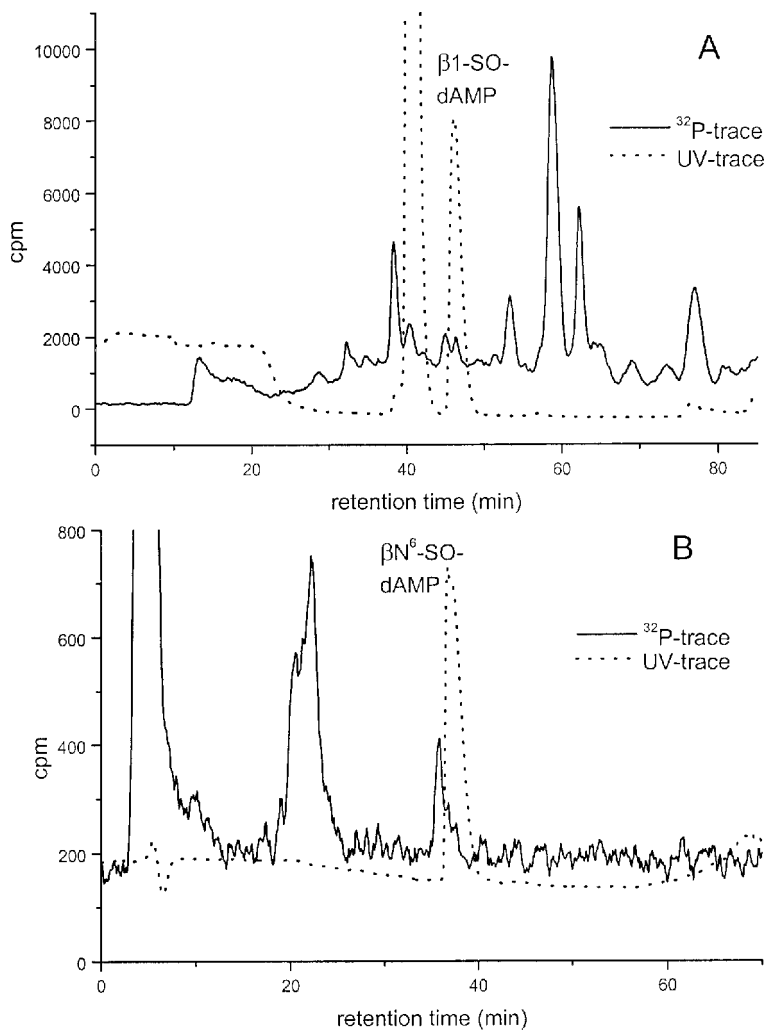 A
β1-SO-
dAMP
³²P-trace
UV-trace
10000
8000
6000
4000
2000
0
cpm
0 20 40 60 80
retention time (min)
B
βN⁶-SO-
dAMP
³²P-trace
UV-trace
800
600
400
200
0
cpm
0 20 40 60
retention time (min)